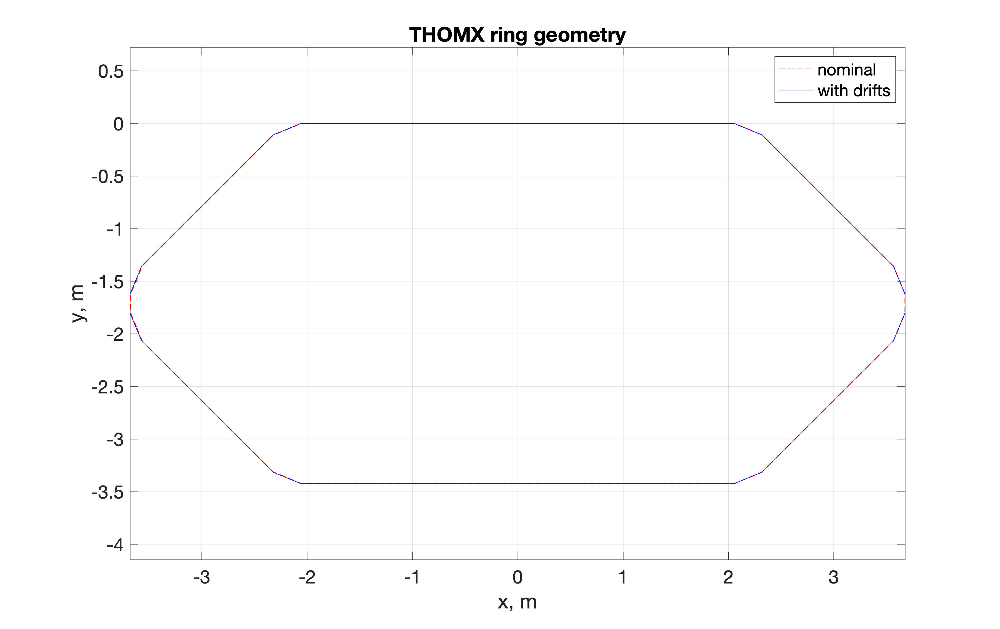 THOMX ring geometry
nominal
with drifts
0.5
0
-0.5
-1
-1.5
-2
-2.5
-3
-3.5
-4
y, m
-3 -2 -1 0 1 2 3
x, m